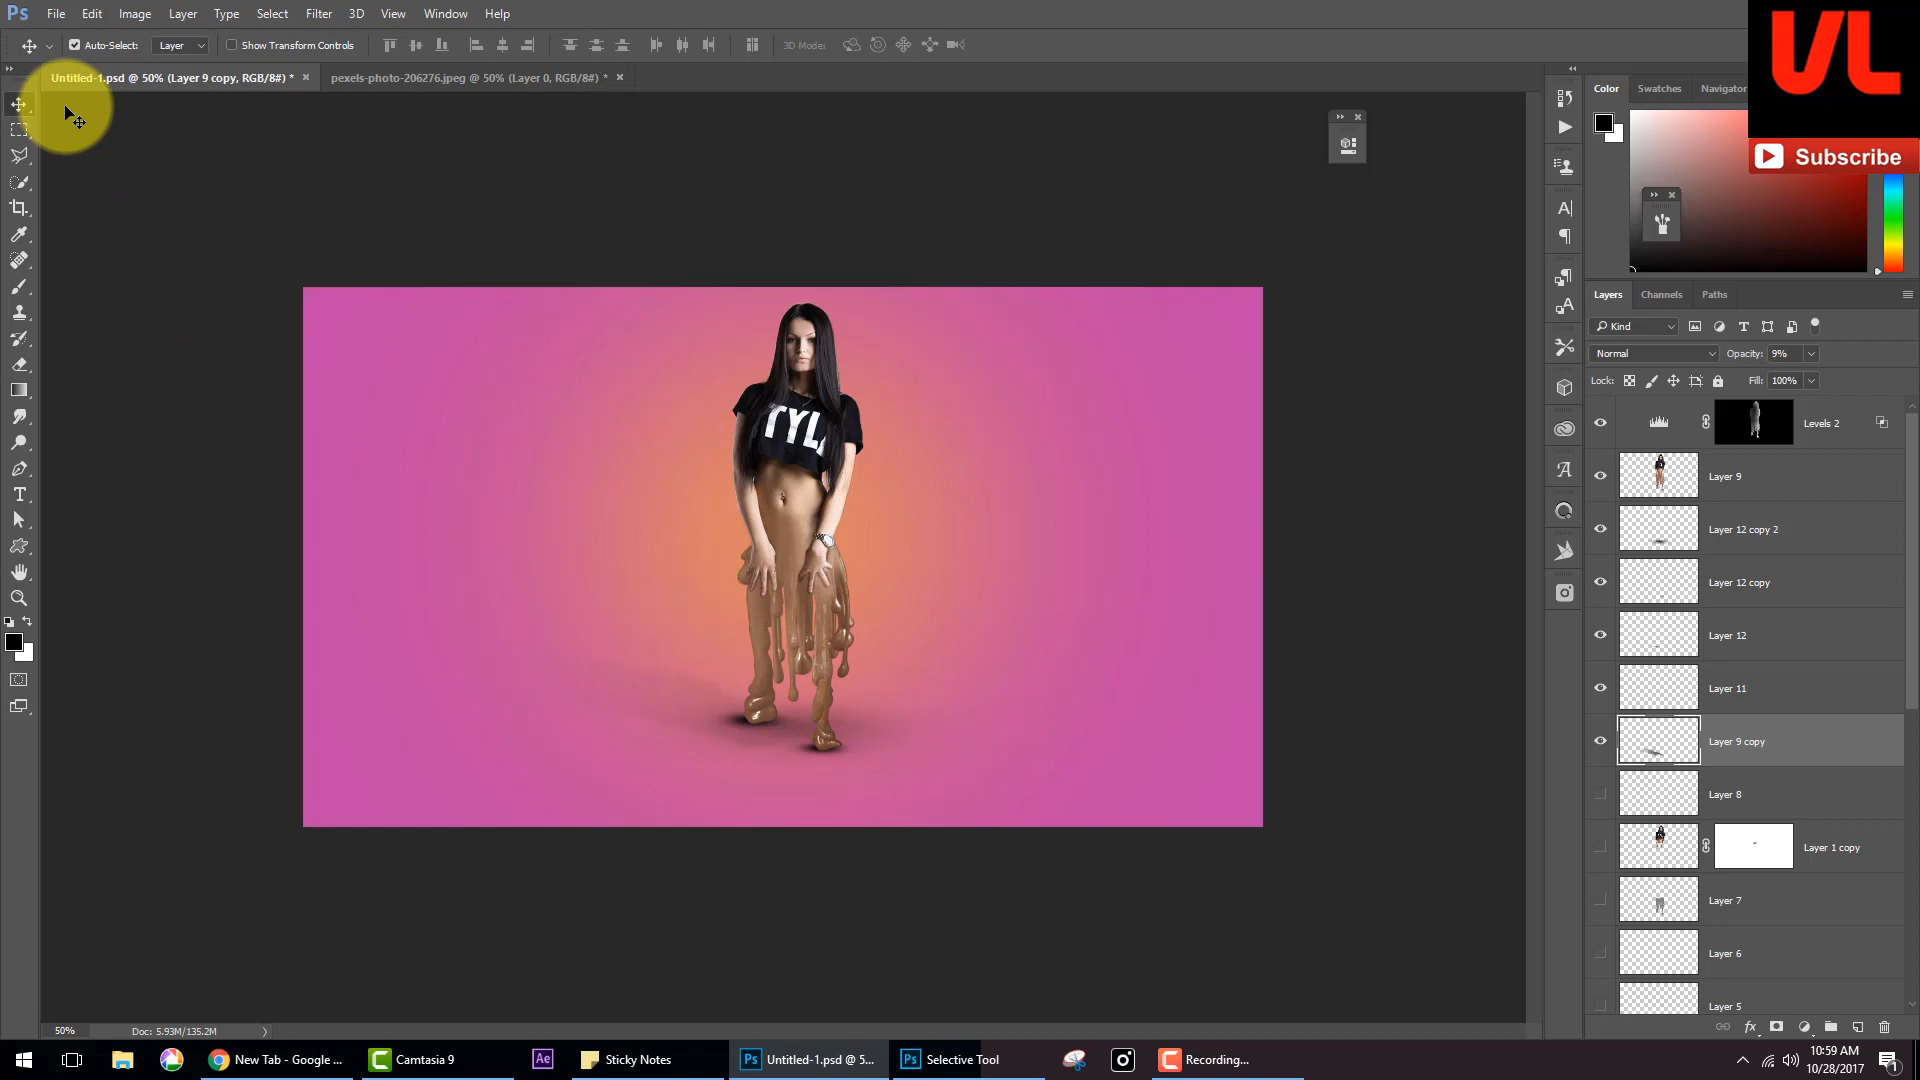 Ps File Edit Image Layer Type Select Filter 3D View Window Help
Auto-Select: Layer Show Transform Controls 3D Mode:
Untitled-1.psd @ 50% (Layer 9 copy, RGB/8#) * × pexels-photo-206276.jpeg @ 50% (Layer 0, RGB/8#) * ×
VL
Subscribe
Color Swatches Navigator
TYL
Layers Channels Paths
Kind
Normal Opacity: 9%
Lock: Fill: 100%
Levels 2
Layer 9
Layer 12 copy 2
Layer 12 copy
Layer 12
Layer 11
Layer 9 copy
Layer 8
Layer 1 copy
Layer 7
Layer 6
Layer 5
50% Doc: 5.93M/135.2M
New Tab - Google ... Camtasia 9 Ae Sticky Notes Ps Untitled-1.psd @ 5... Ps Selective Tool Recording...
10:59 AM
10/28/2017